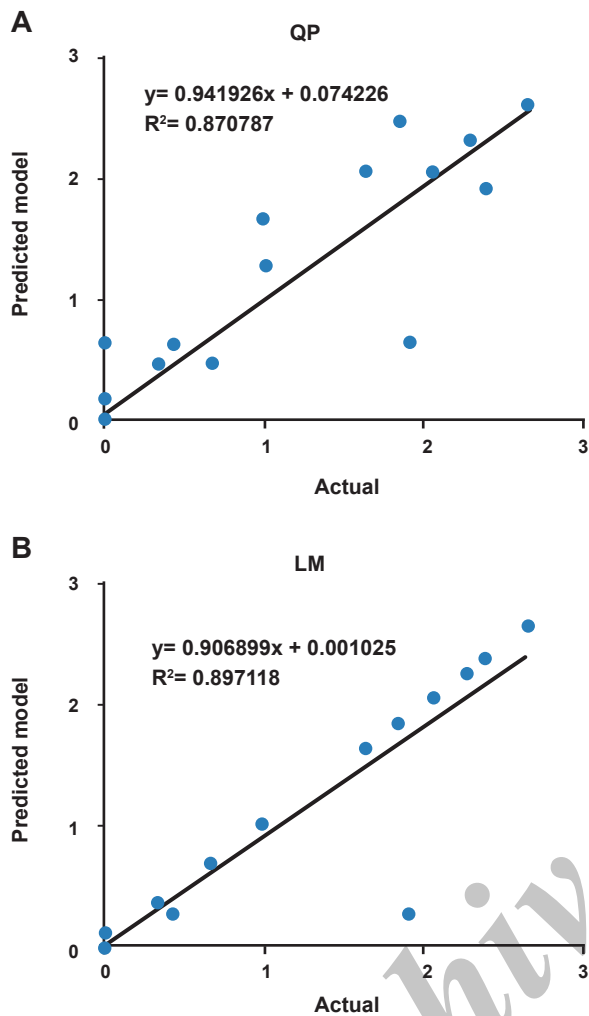 A
QP
3
y= 0.941926x + 0.074226
R²= 0.870787
2
1
0
0 1 2 3
Predicted model
Actual
B
LM
3
y= 0.906899x + 0.001025
R²= 0.897118
2
1
0
0 1 2 3
Predicted model
Actual
hiv